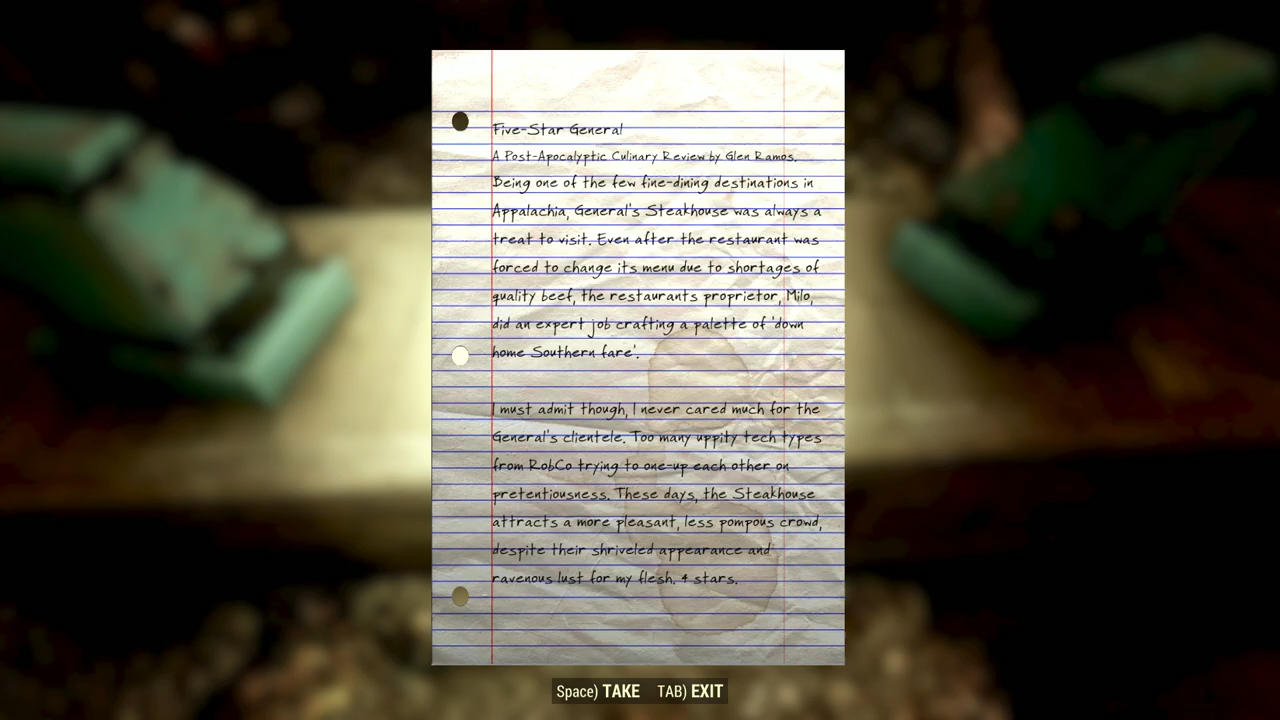 Five-Star General
A Post-Apocalyptic Culinary Review by Glen Ramos.
Being one of the few fine-dining destinations in
Appalachia, General's Steakhouse was always a
treat to visit. Even after the restaurant was
forced to change its menu due to shortages of
quality beef, the restaurants proprietor, Milo,
did an expert job crafting a palette of 'down
home Southern fare'.
I must admit though, I never cared much for the
General's clientele. Too many uppity tech types
from RobCo trying to one-up each other on
pretentiousness. These days, the Steakhouse
attracts a more pleasant, less pompous crowd,
despite their shriveled appearance and
ravenous lust for my flesh. 4 stars.
Space) TAKE TAB) EXIT